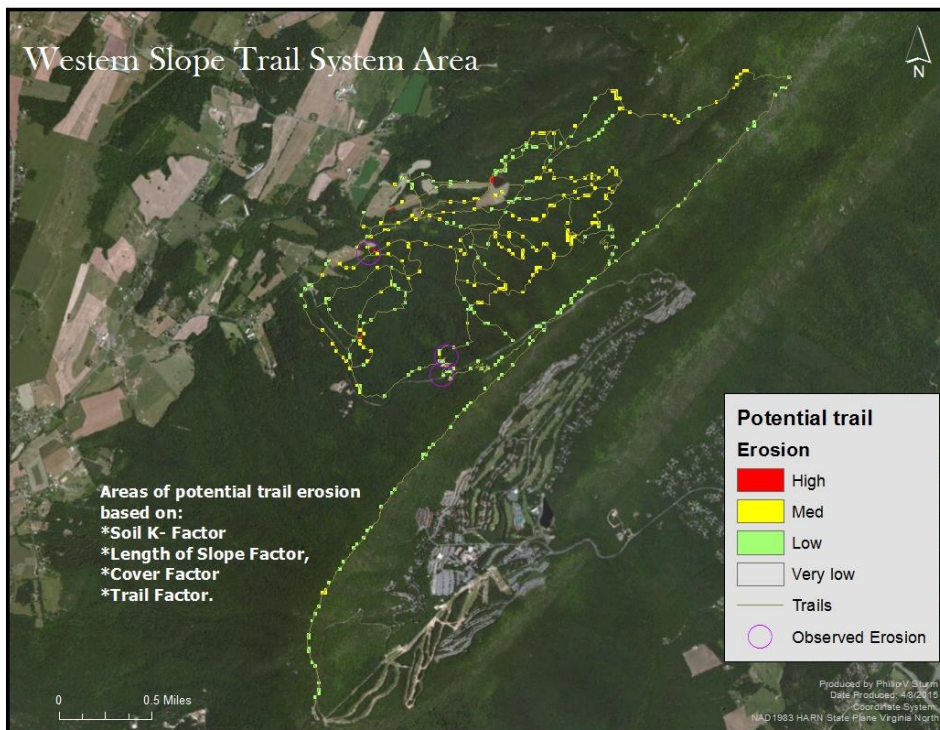 Western Slope Trail System Area
N
Areas of potential trail erosion
based on:
*Soil K- Factor
*Length of Slope Factor,
*Cover Factor
*Trail Factor.
0 0.5 Miles
Potential trail
Erosion
High
Med
Low
Very low
Trails
Observed Erosion
Produced by Philip V Sturm
Date Produced: 4/8/2015
Coordinate System:
NAD1983 HARN State Plane Virginia North